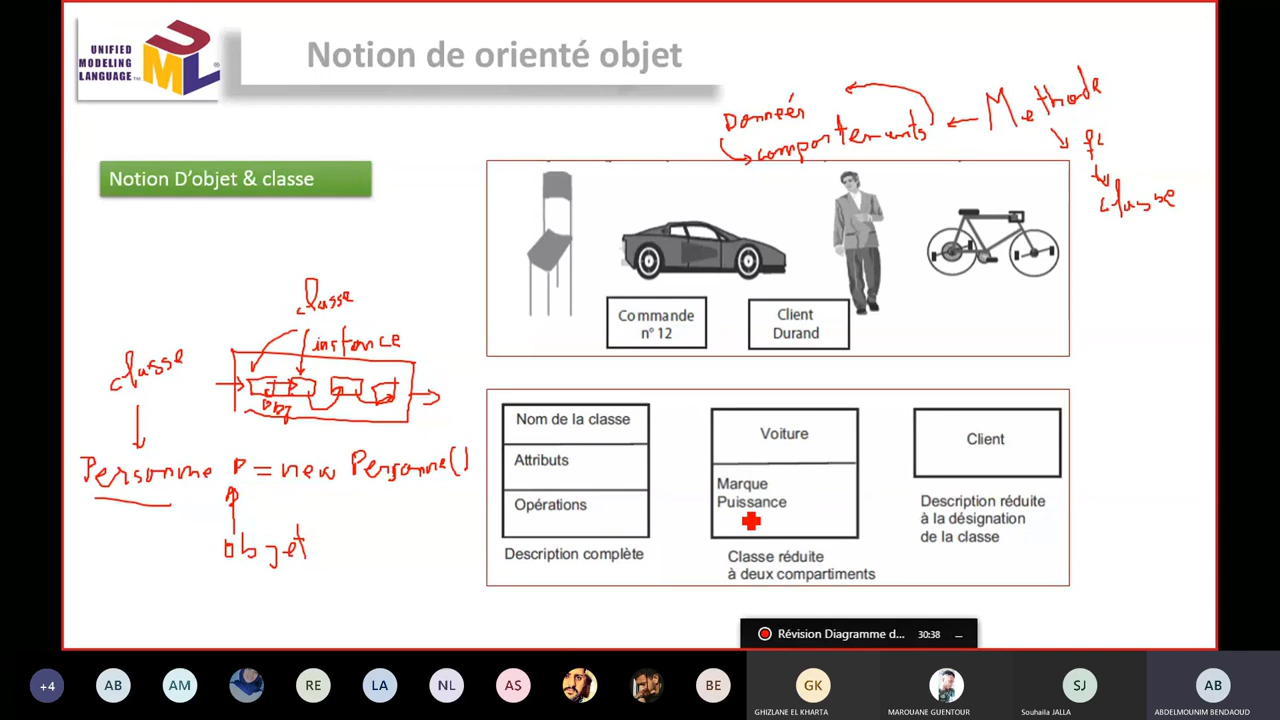 UNIFIED
MODELING
LANGUAGE™
UML
Notion de orienté objet
Donneés
comportements
Methode
classe
Notion D'objet & classe
Commande
n° 12
Client
Durand
classe
instance
obj
classe
Personne p = new Personne()
objet
Nom de la classe
Attributs
Opérations
Description complète
Voiture
Marque
Puissance
Classe réduite
à deux compartiments
Client
Description réduite
à la désignation
de la classe
Révision Diagramme d... 30:38
+4
AB
AM
RE
LA
NL
AS
BE
GK
GHIZLANE EL KHARTA
MAROUANE GUENTOUR
SJ
Souhaila JALLA
AB
ABDELMOUNIM BENDAOUD